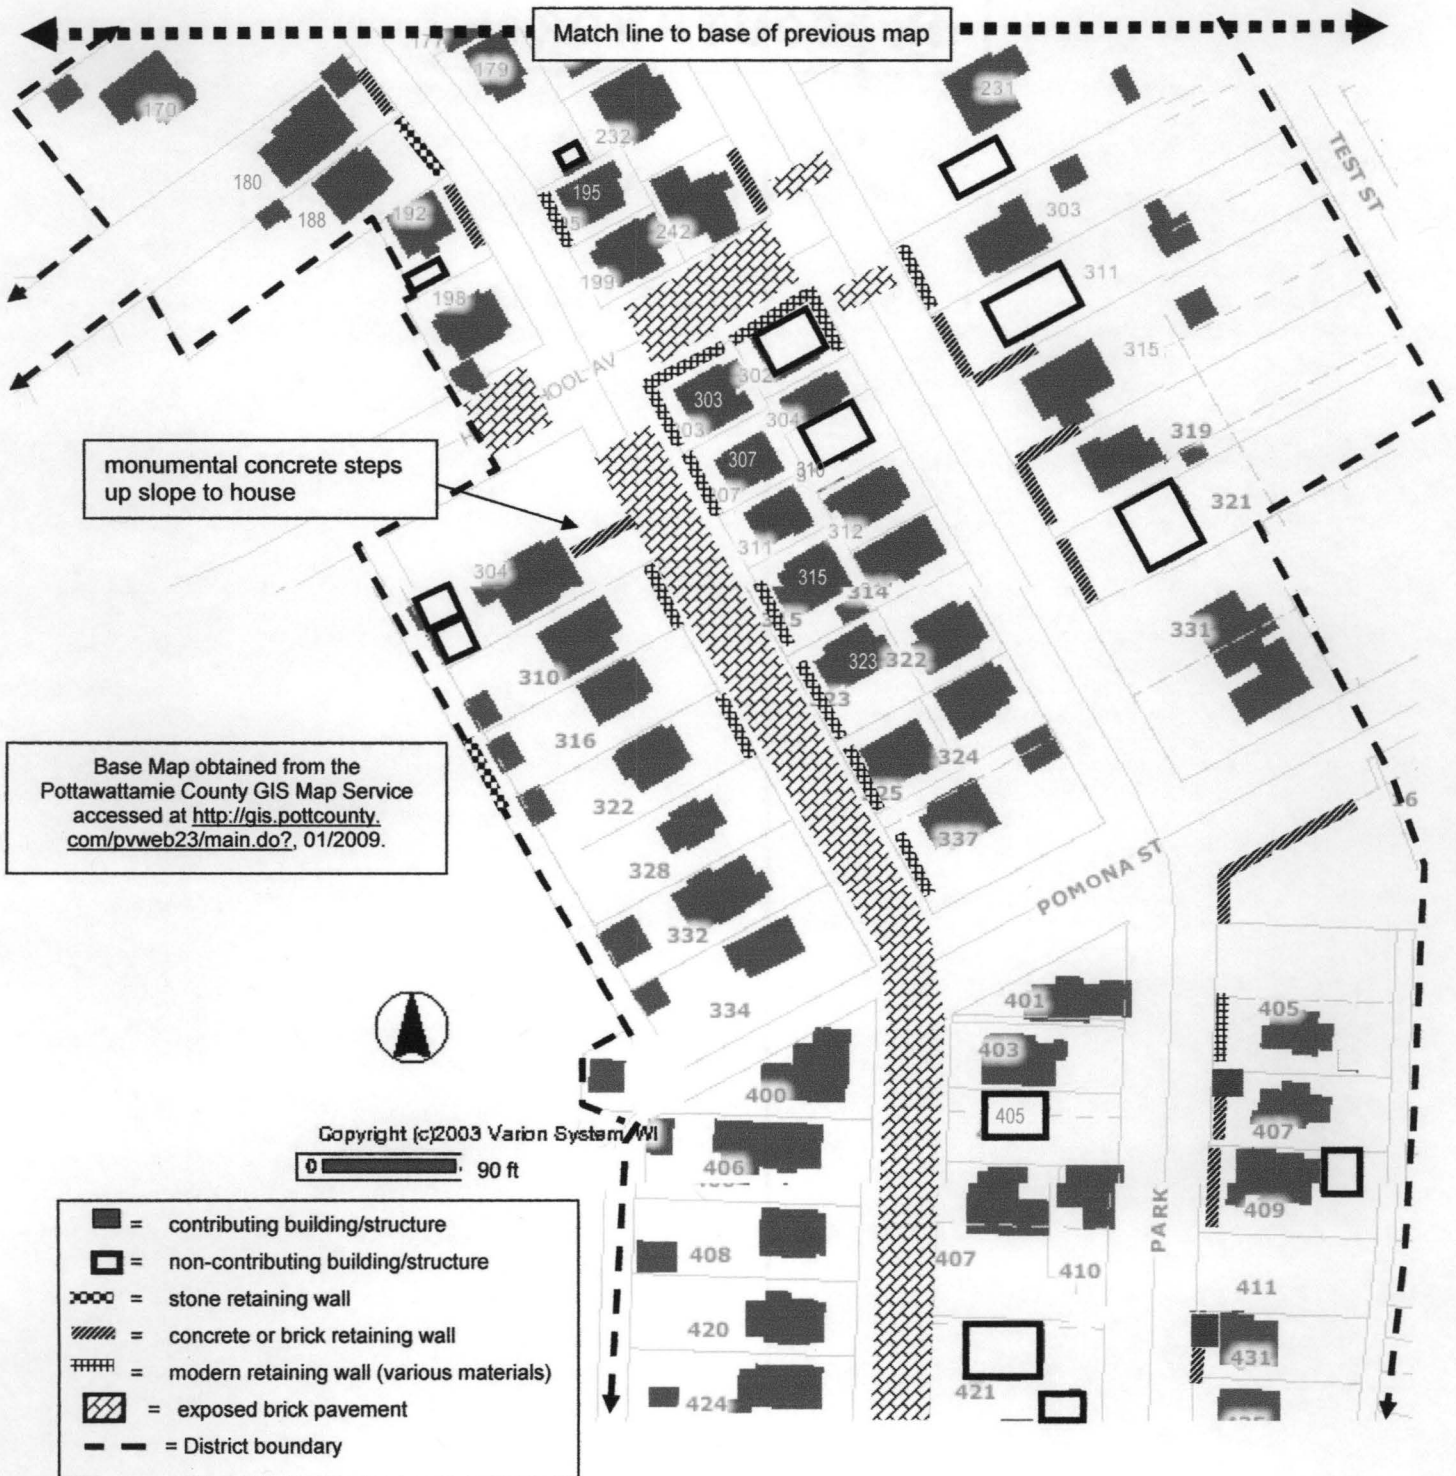 Match line to base of previous map
177
179
170
231
232
TEST ST
180
195
188
192
303
242
199
311
198
315
302
HOOL AV
303
304
307
319
310
monumental concrete steps
up slope to house
321
312
311
304
315
314
331
323
322
310
316
324
Base Map obtained from the
Pottawattamie County GIS Map Service
accessed at http://gis.pottcounty.
com/pvweb23/main.do?, 01/2009.
322
337
328
POMONA ST
332
334
401
405
403
400
405
407
Copyright (c)2003 Varion System, WI
406
0 90 ft
409
PARK
408
407
410
411
420
431
421
424
= contributing building/structure
= non-contributing building/structure
= stone retaining wall
= concrete or brick retaining wall
= modern retaining wall (various materials)
= exposed brick pavement
= District boundary